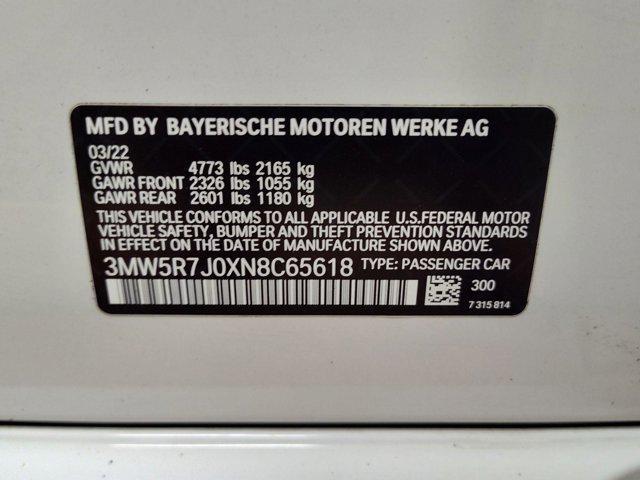 MFD BY BAYERISCHE MOTOREN WERKE AG
03/22
GVWR 4773 lbs 2165 kg
GAWR FRONT 2326 lbs 1055 kg
GAWR REAR 2601 lbs 1180 kg
THIS VEHICLE CONFORMS TO ALL APPLICABLE U.S.FEDERAL MOTOR
VEHICLE SAFETY, BUMPER AND THEFT PREVENTION STANDARDS
IN EFFECT ON THE DATE OF MANUFACTURE SHOWN ABOVE.
3MW5R7J0XN8C65618 TYPE: PASSENGER CAR
300
7 315 814